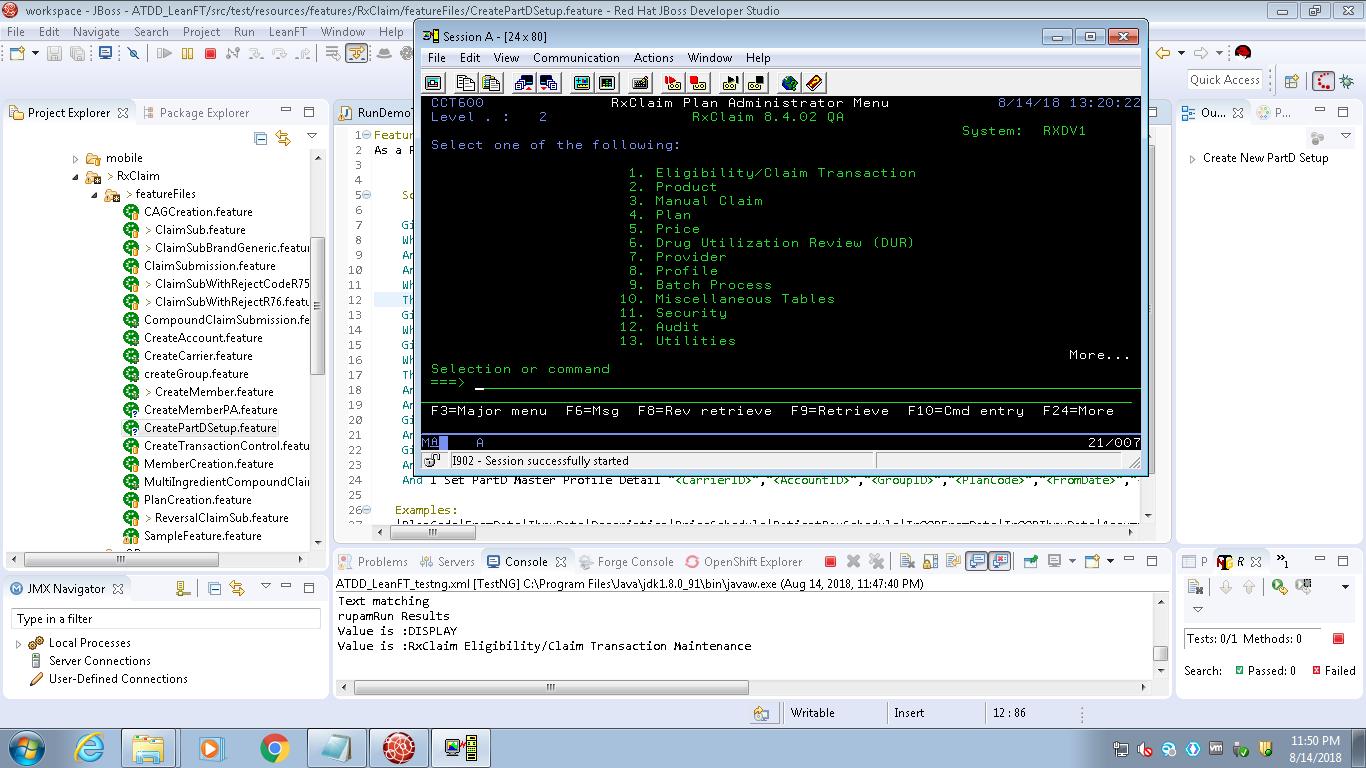 workspace - JBoss - ATDD_LeanFT/src/test/resources/features/RxClaim/featureFiles/CreatePartDSetup.feature - Red Hat JBoss Developer Studio
File Edit Navigate Search Project Run LeanFT Window Help
Quick Access
Project Explorer
Package Explorer
mobile
> RxClaim
> featureFiles
CAGCreation.feature
> ClaimSub.feature
> ClaimSubBrandGeneric.featur
ClaimSubmission.feature
> ClaimSubWithRejectCodeR75
> ClaimSubWithRejectR76.featu
CompoundClaimSubmission.fe
CreateAccount.feature
CreateCarrier.feature
createGroup.feature
> CreateMember.feature
CreateMemberPA.feature
CreatePartDSetup.feature
CreateTransactionControl.featu
MemberCreation.feature
MultiIngredientCompoundClai
PlanCreation.feature
> ReversalClaimSub.feature
SampleFeature.feature
RunDemoT
1 Featur
2 As a R
3
5 Sc
7 Gi
8 Wh
9 An
10 An
11 Wh
12 Th
13 Gi
14 Wh
15 Gi
16 Wh
17 Th
18 An
19 An
20 Gi
21 An
22 Gi
23 An
24 And I Set PartD Master Profile Detail "<CarrierID>","<AccountID>","<GroupID>","<PlanCode>","<FromDate>",
25
26 Examples:
Session A - [24 x 80]
File Edit View Communication Actions Window Help
CCT600 RxClaim Plan Administrator Menu 8/14/18 13:20:22
Level . : 2 RxClaim 8.4.02 QA
System: RXDV1
Select one of the following:
1. Eligibility/Claim Transaction
2. Product
3. Manual Claim
4. Plan
5. Price
6. Drug Utilization Review (DUR)
7. Provider
8. Profile
9. Batch Process
10. Miscellaneous Tables
11. Security
12. Audit
13. Utilities
More...
Selection or command
===>
F3=Major menu F6=Msg F8=Rev retrieve F9=Retrieve F10=Cmd entry F24=More
MA A 21/007
I902 - Session successfully started
Ou...
P...
Create New PartD Setup
JMX Navigator
Type in a filter
Local Processes
Server Connections
User-Defined Connections
Problems Servers Console Forge Console OpenShift Explorer
ATDD_LeanFT_testng.xml [TestNG] C:\Program Files\Java\jdk1.8.0_91\bin\javaw.exe (Aug 14, 2018, 11:47:40 PM)
Text matching
rupamRun Results
Value is :DISPLAY
Value is :RxClaim Eligibility/Claim Transaction Maintenance
P R »1
Tests: 0/1 Methods: 0
Search: Passed: 0 Failed
Writable Insert 12 : 86
11:50 PM
8/14/2018